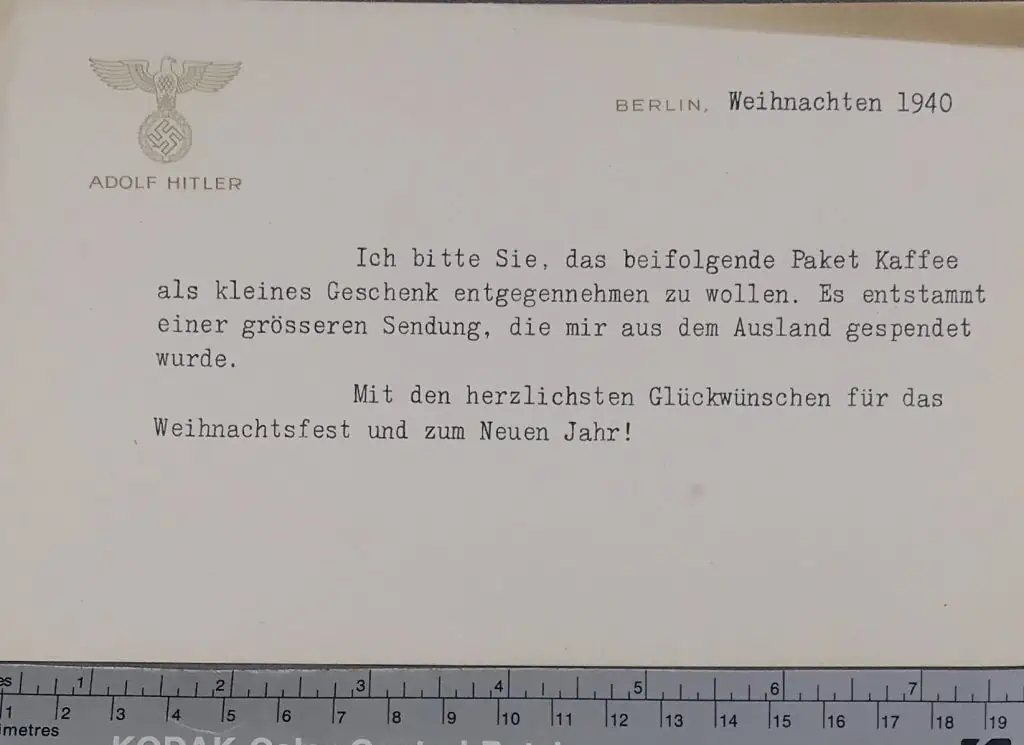 BERLIN, Weihnachten 1940
ADOLF HITLER
Ich bitte Sie, das beifolgende Paket Kaffee
als kleines Geschenk entgegennehmen zu wollen. Es entstammt
einer grösseren Sendung, die mir aus dem Ausland gespendet
wurde.
Mit den herzlichsten Glückwünschen für das
Weihnachtsfest und zum Neuen Jahr!
1 2 3 4 5 6 7
1 2 3 4 5 6 7 8 9 10 11 12 13 14 15 16 17 18 19